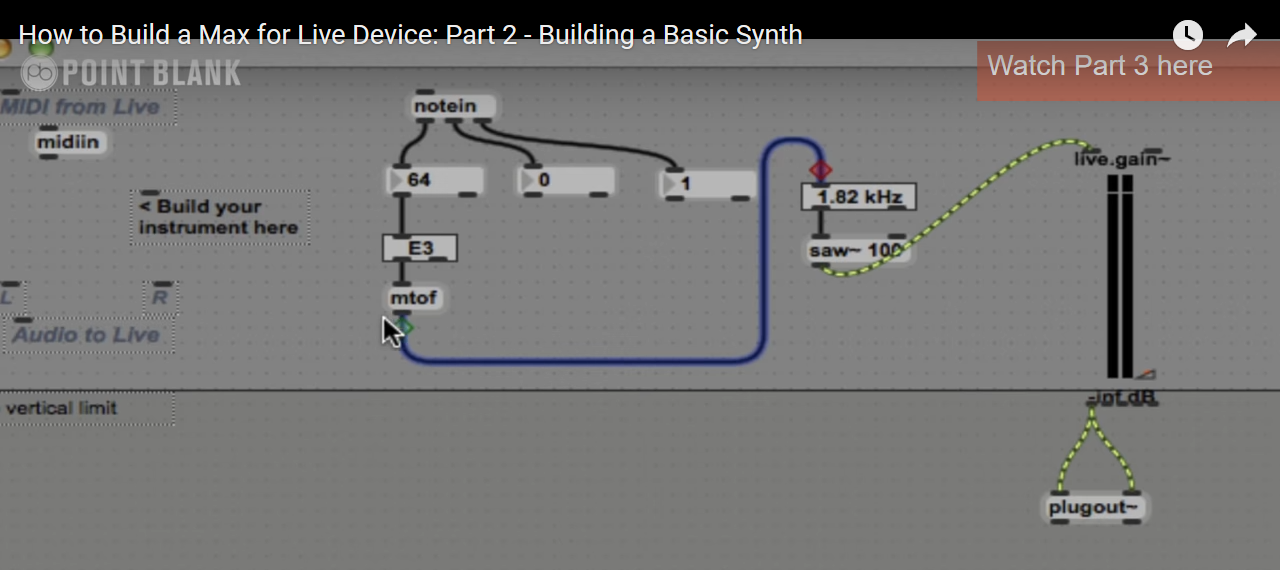 How to Build a Max for Live Device: Part 2 - Building a Basic Synth
pb POINT BLANK
Watch Part 3 here
MIDI from Live
midiin
< Build your
instrument here
L
R
Audio to Live
vertical limit
notein
64
0
1
E3
mtof
1.82 kHz
saw~ 100
live.gain~
-inf dB
plugout~